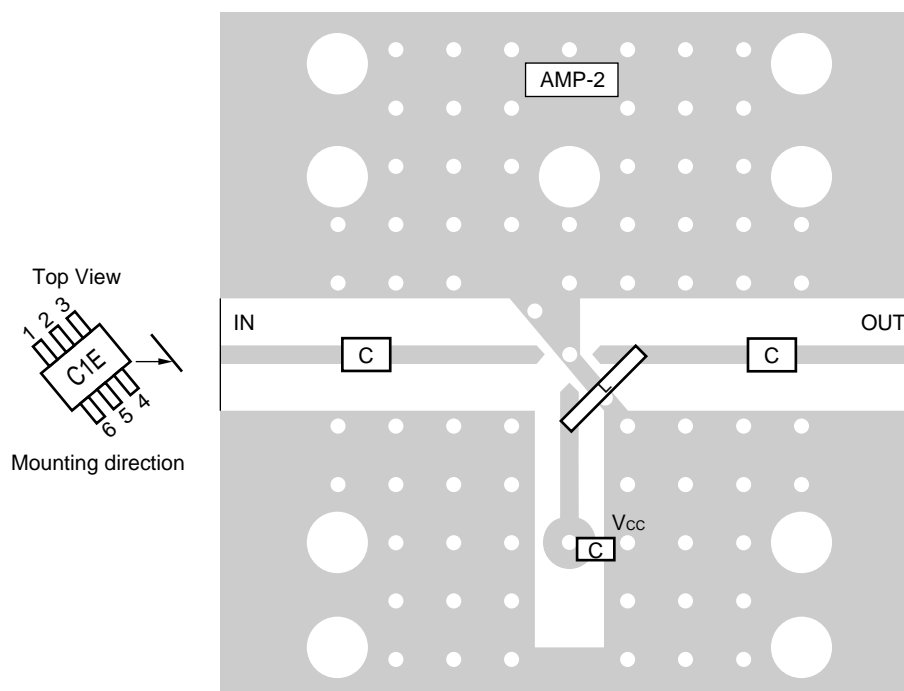 AMP-2
Top View
1 2 3
C1E
6 5 4
Mounting direction
IN
OUT
C
C
L
VCC
C